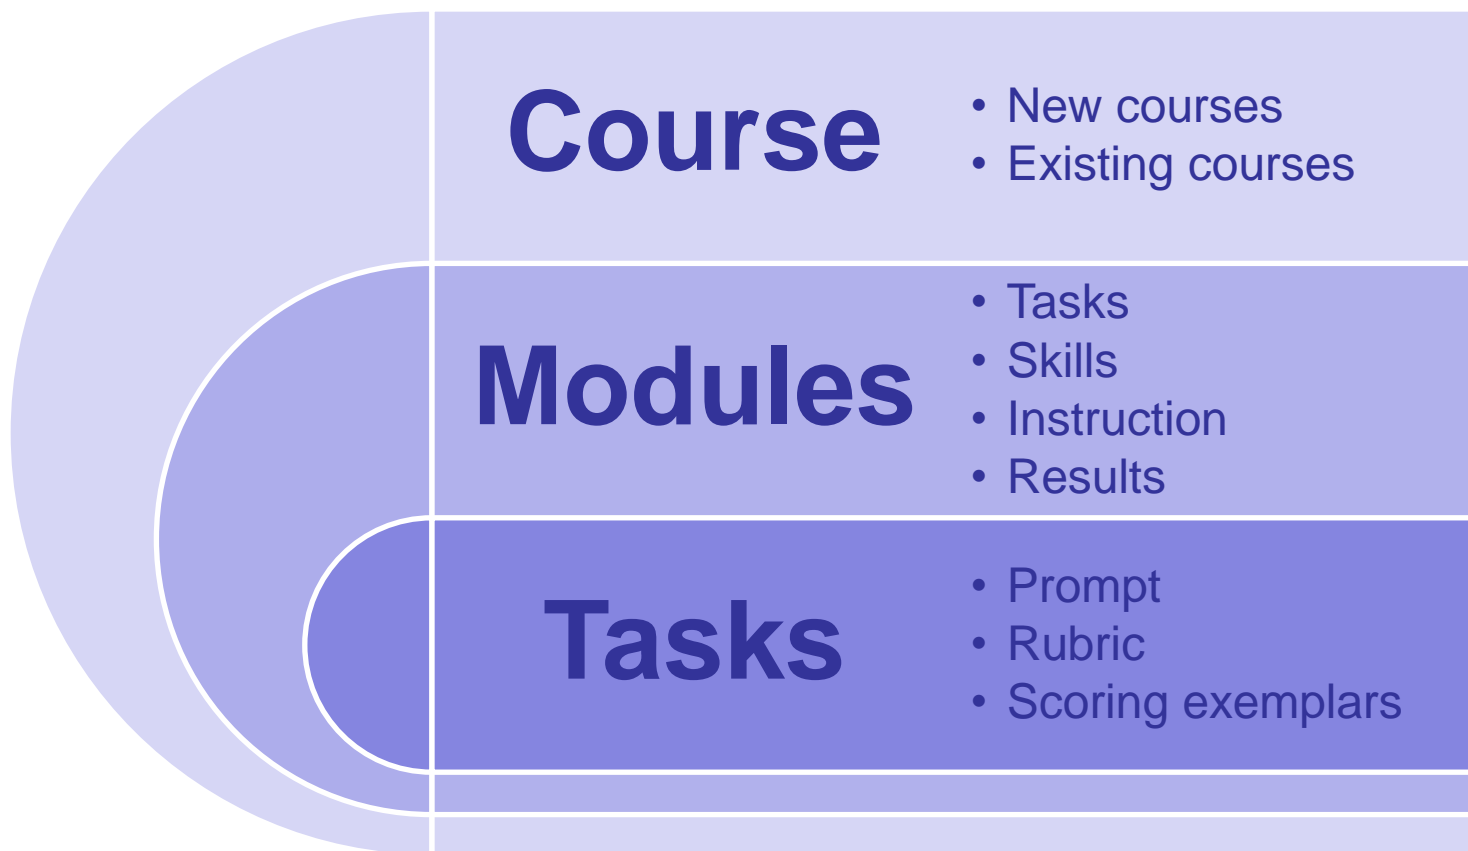 Course
• New courses
• Existing courses
Modules
• Tasks
• Skills
• Instruction
• Results
Tasks
• Prompt
• Rubric
• Scoring exemplars